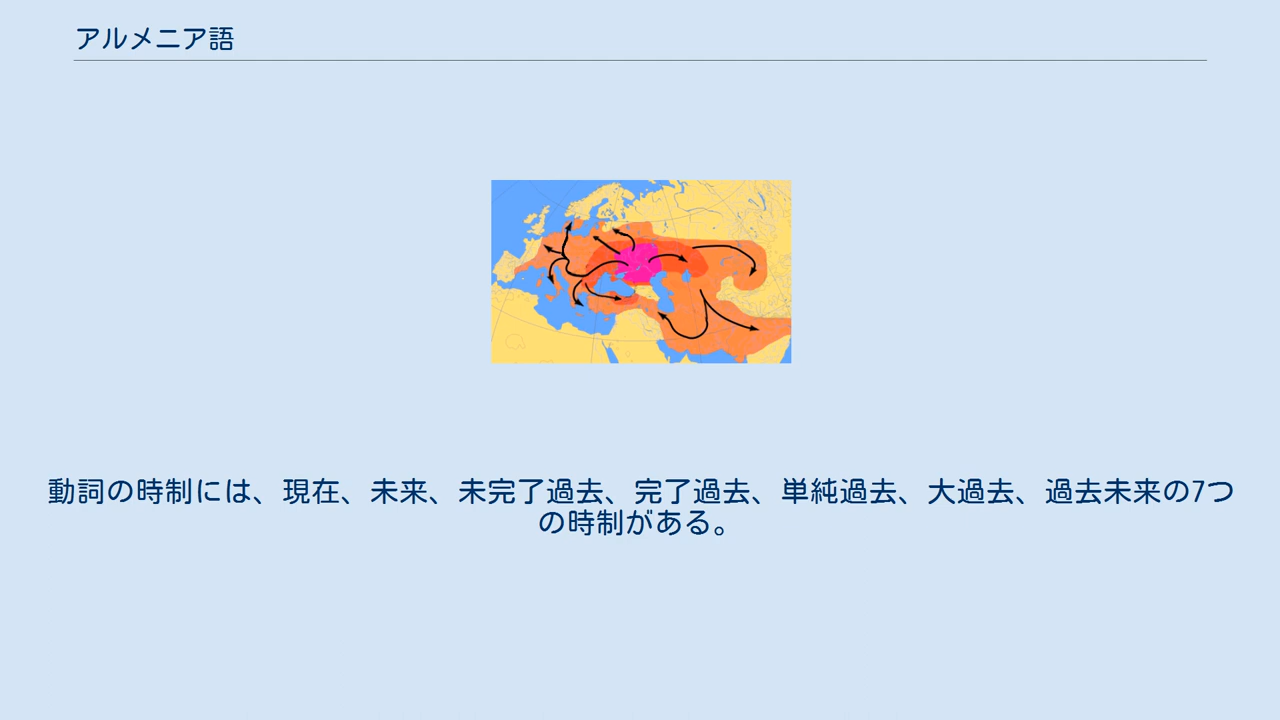 アルメニア語
動詞の時制には、現在、未来、未完了過去、完了過去、単純過去、大過去、過去未来の7つ
の時制がある。